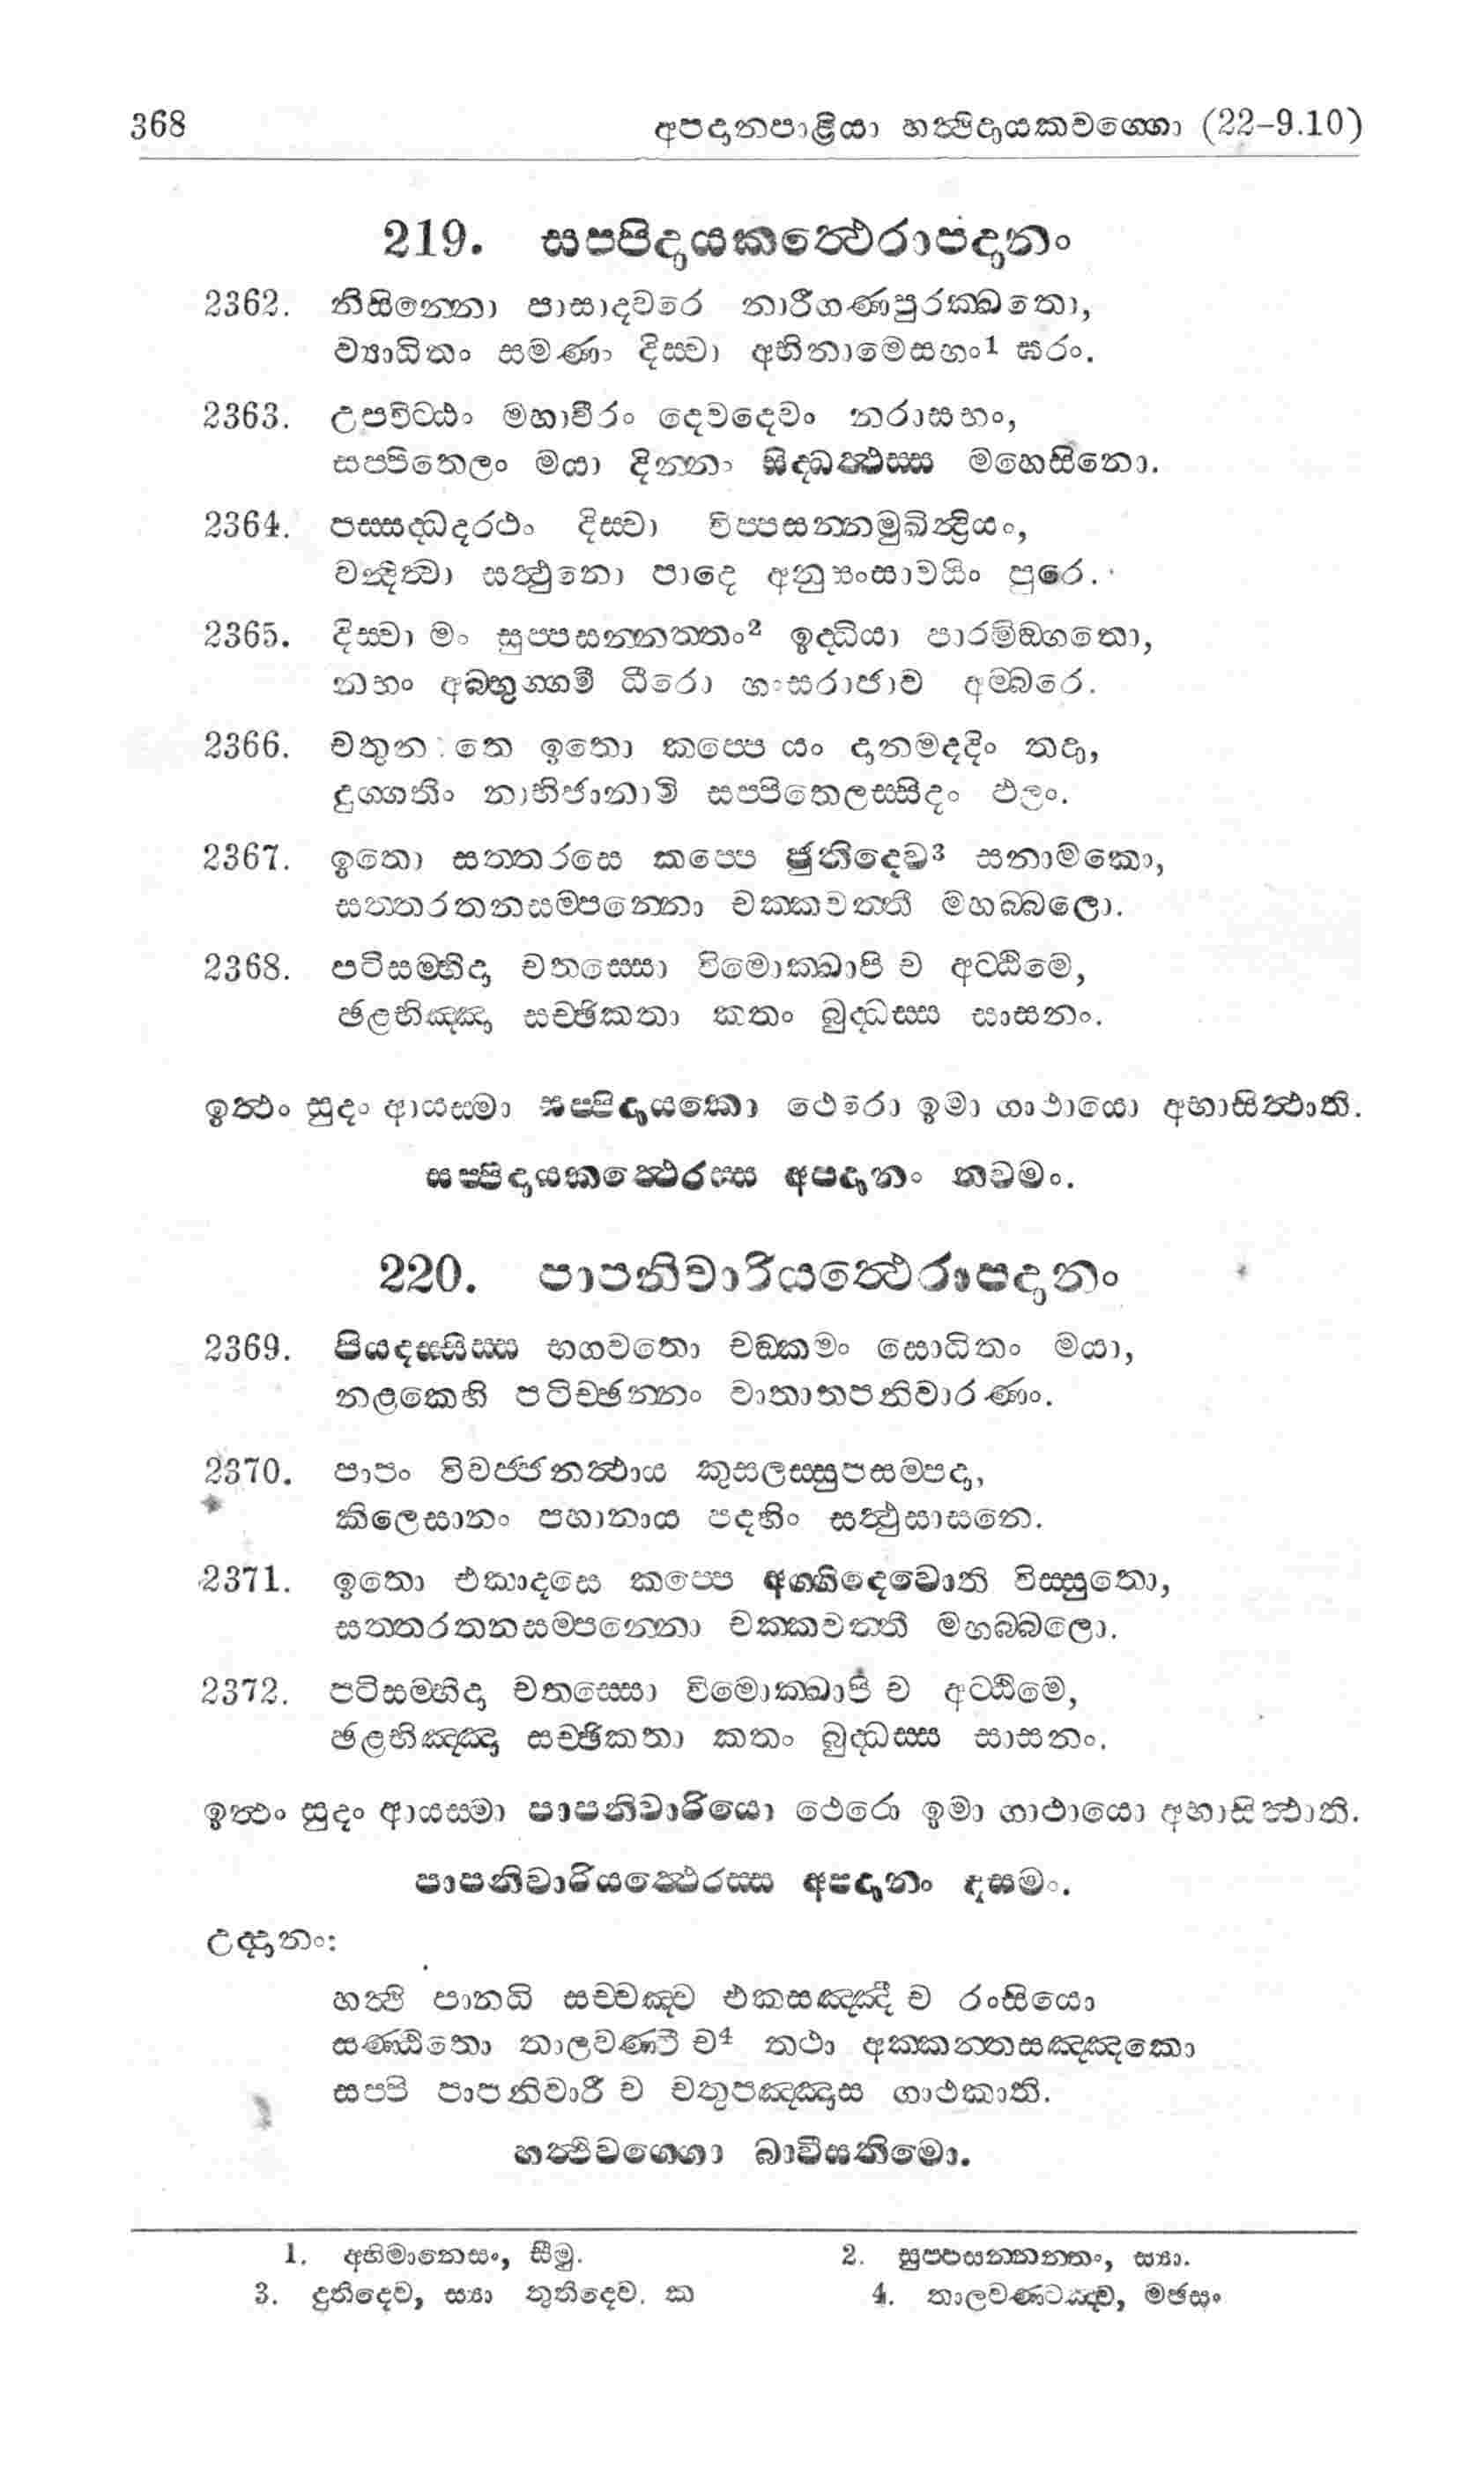 368 අපදානපාළියා හත්ථිදායකවග්ගො (22-9.10)
219. සප්පිදායකත්ථෙරාපදානං
2362. නිසින්නො පාසාදවරෙ නාරීගණපුරක්ඛතො,
ව්‍යාධිතං සමණං දිස්වා අභිනාමෙසහං1 ඝරං.
2363. උපවිට්ඨං මහාවීරං දෙවදෙවං නරාසභං,
සප්පිතෙලං මයා දින්නං සිද්ධත්ථස්ස මහෙසිනො.
2364. පස්සද්ධදරථං දිස්වා විප්පසන්නමුඛින්ද්‍රියං,
වන්දිත්වා සත්ථුනො පාදෙ අනුසංසාවයිං පුරෙ.
2365. දිස්වා මං සුප්පසන්නත්තං2 ඉද්ධියා පාරමිඞ්ගතො,
නභං අබ්භුග්ගමී ධීරො හංසරාජාව අම්බරෙ.
2366. චතුන‍වුතෙ ඉතො කප්පෙ යං දානමදදිං තදා,
දුග්ගතිං නාභිජානාමි සප්පිතෙලස්සිදං ඵලං.
2367. ඉතො සත්තරසෙ කප්පෙ ජුතිදෙව3 සනාමකො,
සත්තරතනසම්පන්නො චක්කවත්තී මහබ්බලො.
2368. පටිසම්භිදා චතස්සො විමොක්ඛාපි ච අට්ඨිමෙ,
ඡළභිඤ්ඤා සච්ඡිකතා කතං බුද්ධස්ස සාසනං.
ඉත්ථං සුදං ආයස්මා සප්පිදායකො ථෙරො ඉමා ගාථායො අභාසිත්ථාති.
සප්පිදායකත්ථෙරස්ස අපදානං නවමං.
220. පාපනිවාරියත්ථෙරාපදානං
2369. පියදස්සිස්ස භගවතො චඞ්කමං සොධිතං මයා,
නළකෙහි පටිච්ඡන්නං වාතාතපනිවාරණං.
2370. පාපං විවජ්ජනත්ථාය කුසලස්සුපසම්පදා,
කිලෙසානං පහානාය පදහිං සත්ථුසාසනෙ.
2371. ඉතො එකාදසෙ කප්පෙ අග්ගිදෙවොති විස්සුතො,
සත්තරතනසම්පන්නො චක්කවත්තී මහබ්බලො.
2372. පටිසම්භිදා චතස්සො විමොක්ඛාපි ච අට්ඨිමෙ,
ඡළභිඤ්ඤා සච්ඡිකතා කතං බුද්ධස්ස සාසනං.
ඉත්ථං සුදං ආයස්මා පාපනිවාරියො ථෙරො ඉමා ගාථායො අභාසිත්ථාති.
පාපනිවාරියත්ථෙරස්ස අපදානං දසමං.
උද්දානං:
හත්ථි පානධි සච්චඤ්ච එකසඤ්ඤී ච රංසියො
සණ්ඨිතො තාලවණ්ටී ච4 තථා අක්කන්තසඤ්ඤකො
සප්පි පාපනිවාරී ච චතුපඤ්ඤාස ගාථකාති.
හත්ථිවග්ගො බාවීසතිමො.
1. අභිමානෙසං, සීමු. 2. සුප්පසන්නන්තං, ස්‍යා.
3. දුතිදෙව, ස්‍යා තුතිදෙව. ක 4. තාලවණ්ටඤ්ච, මඡසං